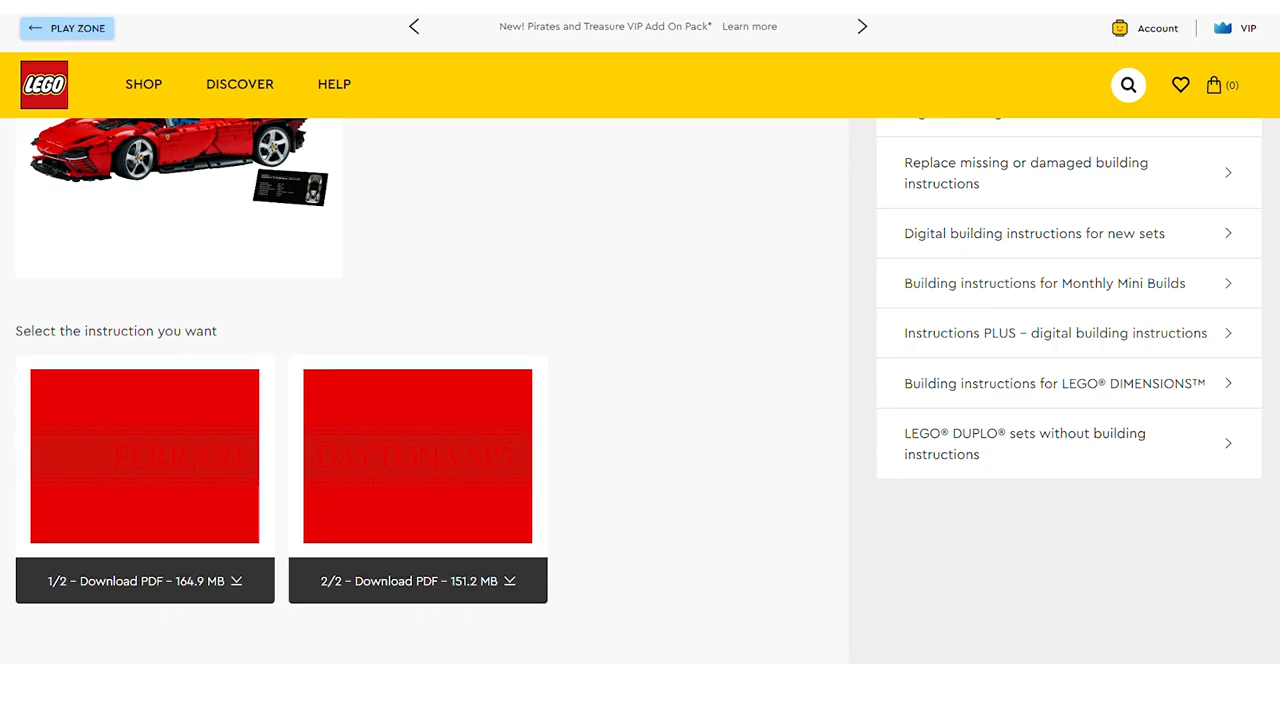 PLAY ZONE
New! Pirates and Treasure VIP Add On Pack* Learn more
Account
VIP
LEGO
SHOP
DISCOVER
HELP
(0)
Replace missing or damaged building
instructions
Digital building instructions for new sets
Building instructions for Monthly Mini Builds
Instructions PLUS – digital building instructions
Building instructions for LEGO® DIMENSIONS™
LEGO® DUPLO® sets without building
instructions
Select the instruction you want
FERRARI
DAYTONA SP3
1/2 – Download PDF – 164.9 MB
2/2 – Download PDF – 151.2 MB